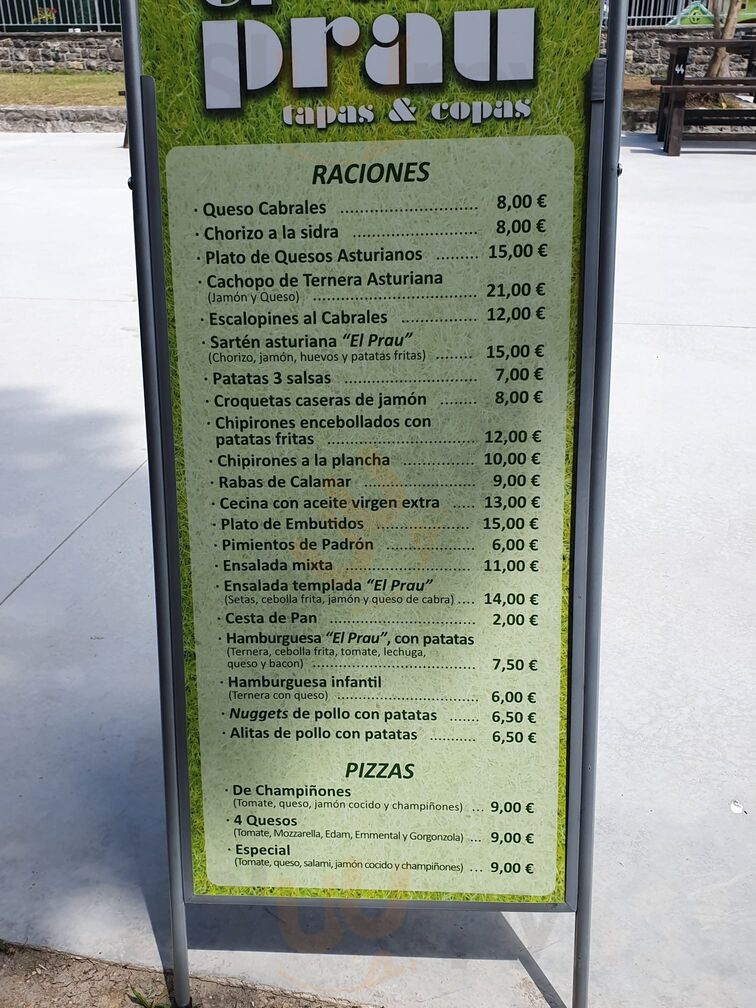 prau
tapas & copas
RACIONES
· Queso Cabrales ............................. 8,00 €
· Chorizo a la sidra ........................... 8,00 €
· Plato de Quesos Asturianos ......... 15,00 €
· Cachopo de Ternera Asturiana
(Jamón y Queso) ................................... 21,00 €
· Escalopines al Cabrales ................... 12,00 €
· Sartén asturiana "El Prau"
(Chorizo, jamón, huevos y patatas fritas) ........ 15,00 €
· Patatas 3 salsas ............................ 7,00 €
· Croquetas caseras de jamón ........ 8,00 €
· Chipirones encebollados con
patatas fritas ............................... 12,00 €
· Chipirones a la plancha ............... 10,00 €
· Rabas de Calamar ........................ 9,00 €
· Cecina con aceite virgen extra ..... 13,00 €
· Plato de Embutidos .................... 15,00 €
· Pimientos de Padrón ................... 6,00 €
· Ensalada mixta ........................... 11,00 €
· Ensalada templada "El Prau"
(Setas, cebolla frita, jamón y queso de cabra) .... 14,00 €
· Cesta de Pan .............................. 2,00 €
· Hamburguesa "El Prau", con patatas
(Ternera, cebolla frita, tomate, lechuga,
queso y bacon) ................................... 7,50 €
· Hamburguesa infantil
(Ternera con queso) .............................. 6,00 €
· Nuggets de pollo con patatas ....... 6,50 €
· Alitas de pollo con patatas .......... 6,50 €
PIZZAS
· De Champiñones
(Tomate, queso, jamón cocido y champiñones) ... 9,00 €
· 4 Quesos
(Tomate, Mozzarella, Edam, Emmental y Gorgonzola) ... 9,00 €
· Especial
(Tomate, queso, salami, jamón cocido y champiñones) ... 9,00 €
44